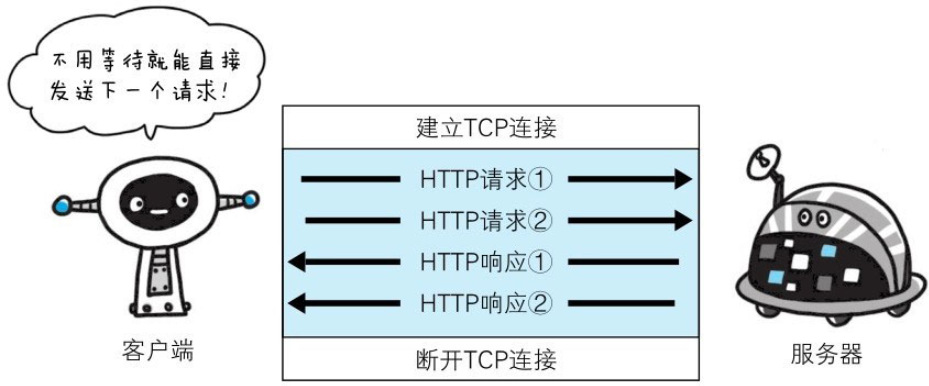 不用等待就能直接
发送下一个请求!
建立TCP连接
HTTP请求①
HTTP请求②
HTTP响应①
HTTP响应②
断开TCP连接
客户端
服务器